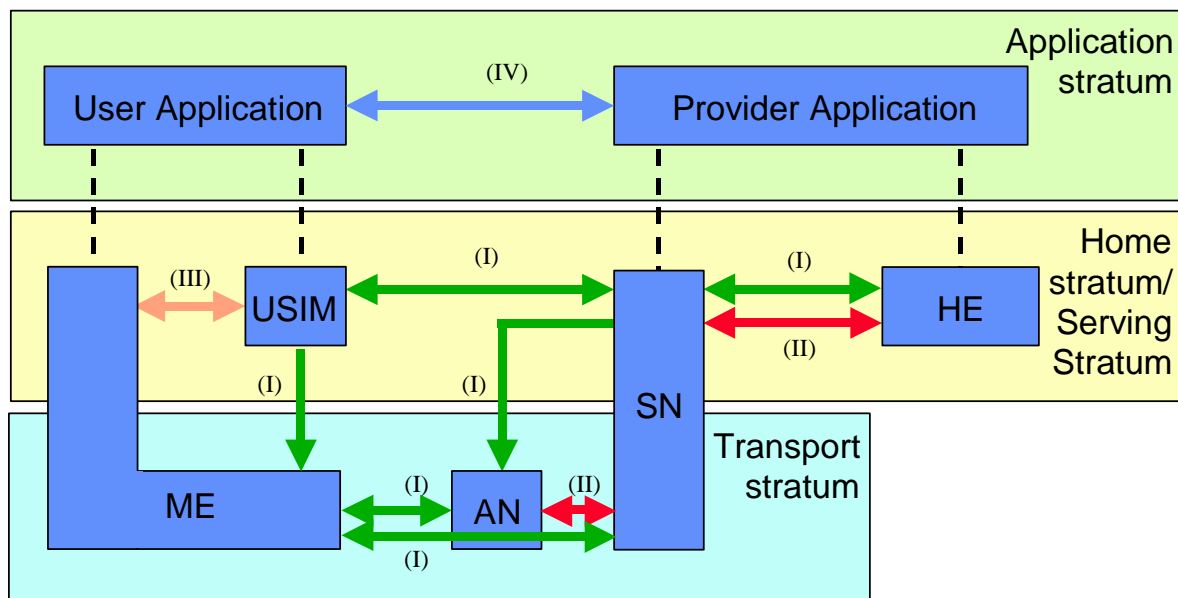 Application
stratum
(IV)
User Application
Provider Application
Home
stratum/
Serving
Stratum
(I)
(I)
(III)
USIM
HE
(II)
(I)
(I)
SN
Transport
stratum
(I)
(II)
ME
AN
(I)